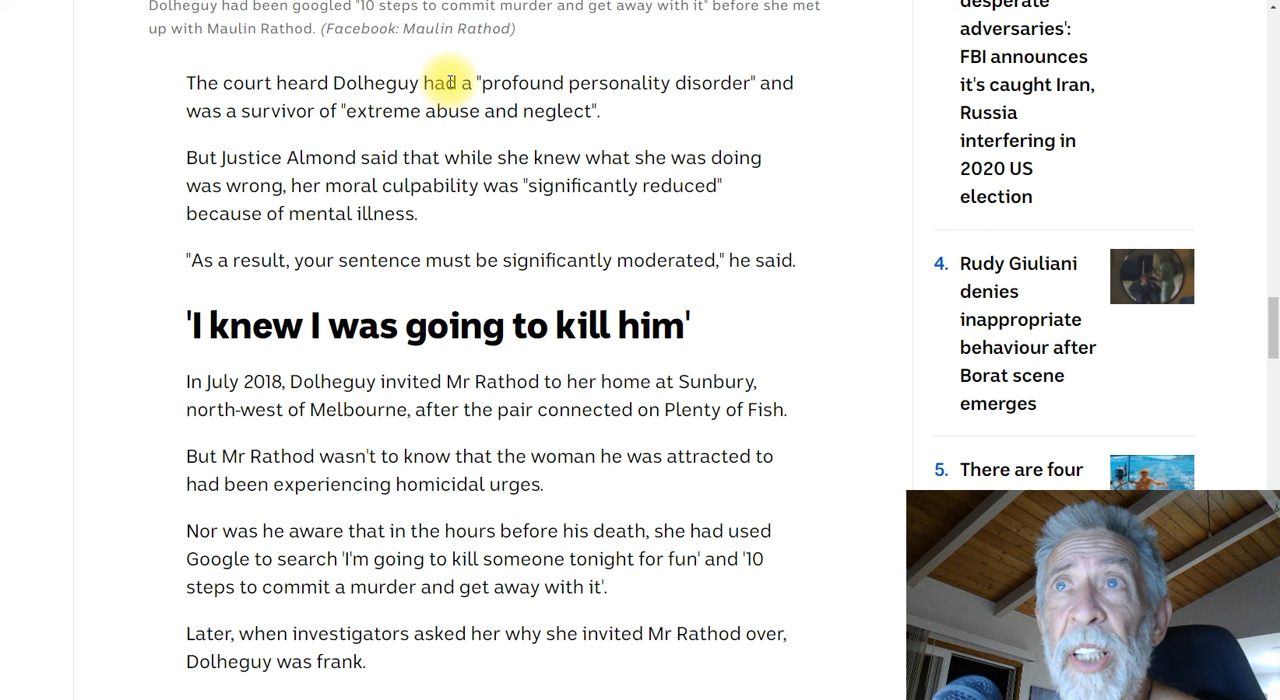 Dolheguy had been googled "10 steps to commit murder and get away with it" before she met
up with Maulin Rathod. (Facebook: Maulin Rathod)
The court heard Dolheguy had a "profound personality disorder" and
was a survivor of "extreme abuse and neglect".
But Justice Almond said that while she knew what she was doing
was wrong, her moral culpability was "significantly reduced"
because of mental illness.
"As a result, your sentence must be significantly moderated," he said.
'I knew I was going to kill him'
In July 2018, Dolheguy invited Mr Rathod to her home at Sunbury,
north-west of Melbourne, after the pair connected on Plenty of Fish.
But Mr Rathod wasn't to know that the woman he was attracted to
had been experiencing homicidal urges.
Nor was he aware that in the hours before his death, she had used
Google to search 'I'm going to kill someone tonight for fun' and '10
steps to commit a murder and get away with it'.
Later, when investigators asked her why she invited Mr Rathod over,
Dolheguy was frank.
desperate
adversaries':
FBI announces
it's caught Iran,
Russia
interfering in
2020 US
election
4. Rudy Giuliani
denies
inappropriate
behaviour after
Borat scene
emerges
5. There are four